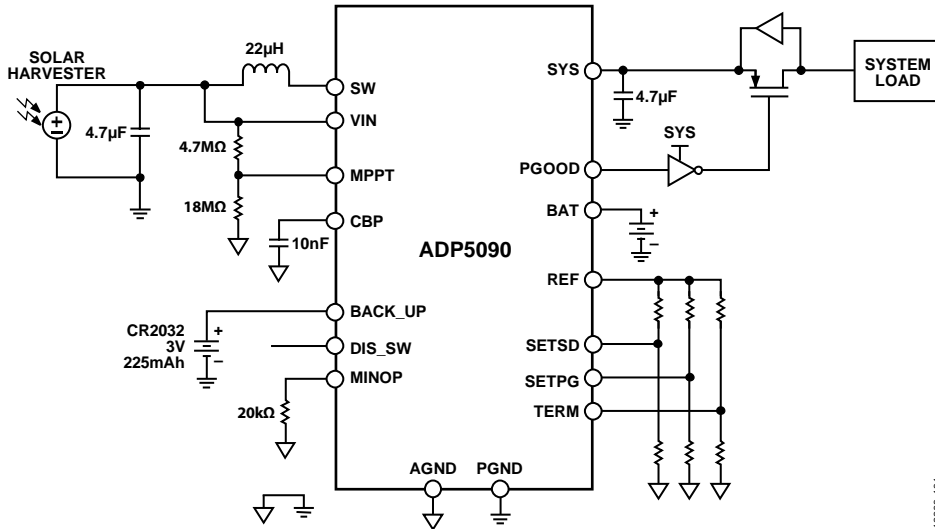 SOLAR
HARVESTER
4.7µF
22µH
4.7MΩ
18MΩ
10nF
CR2032
3V
225mAh
20kΩ
SW
VIN
MPPT
CBP
BACK_UP
DIS_SW
MINOP
ADP5090
AGND
PGND
SYS
PGOOD
BAT
REF
SETSD
SETPG
TERM
4.7µF
SYS
+
–
+
–
SYSTEM
LOAD